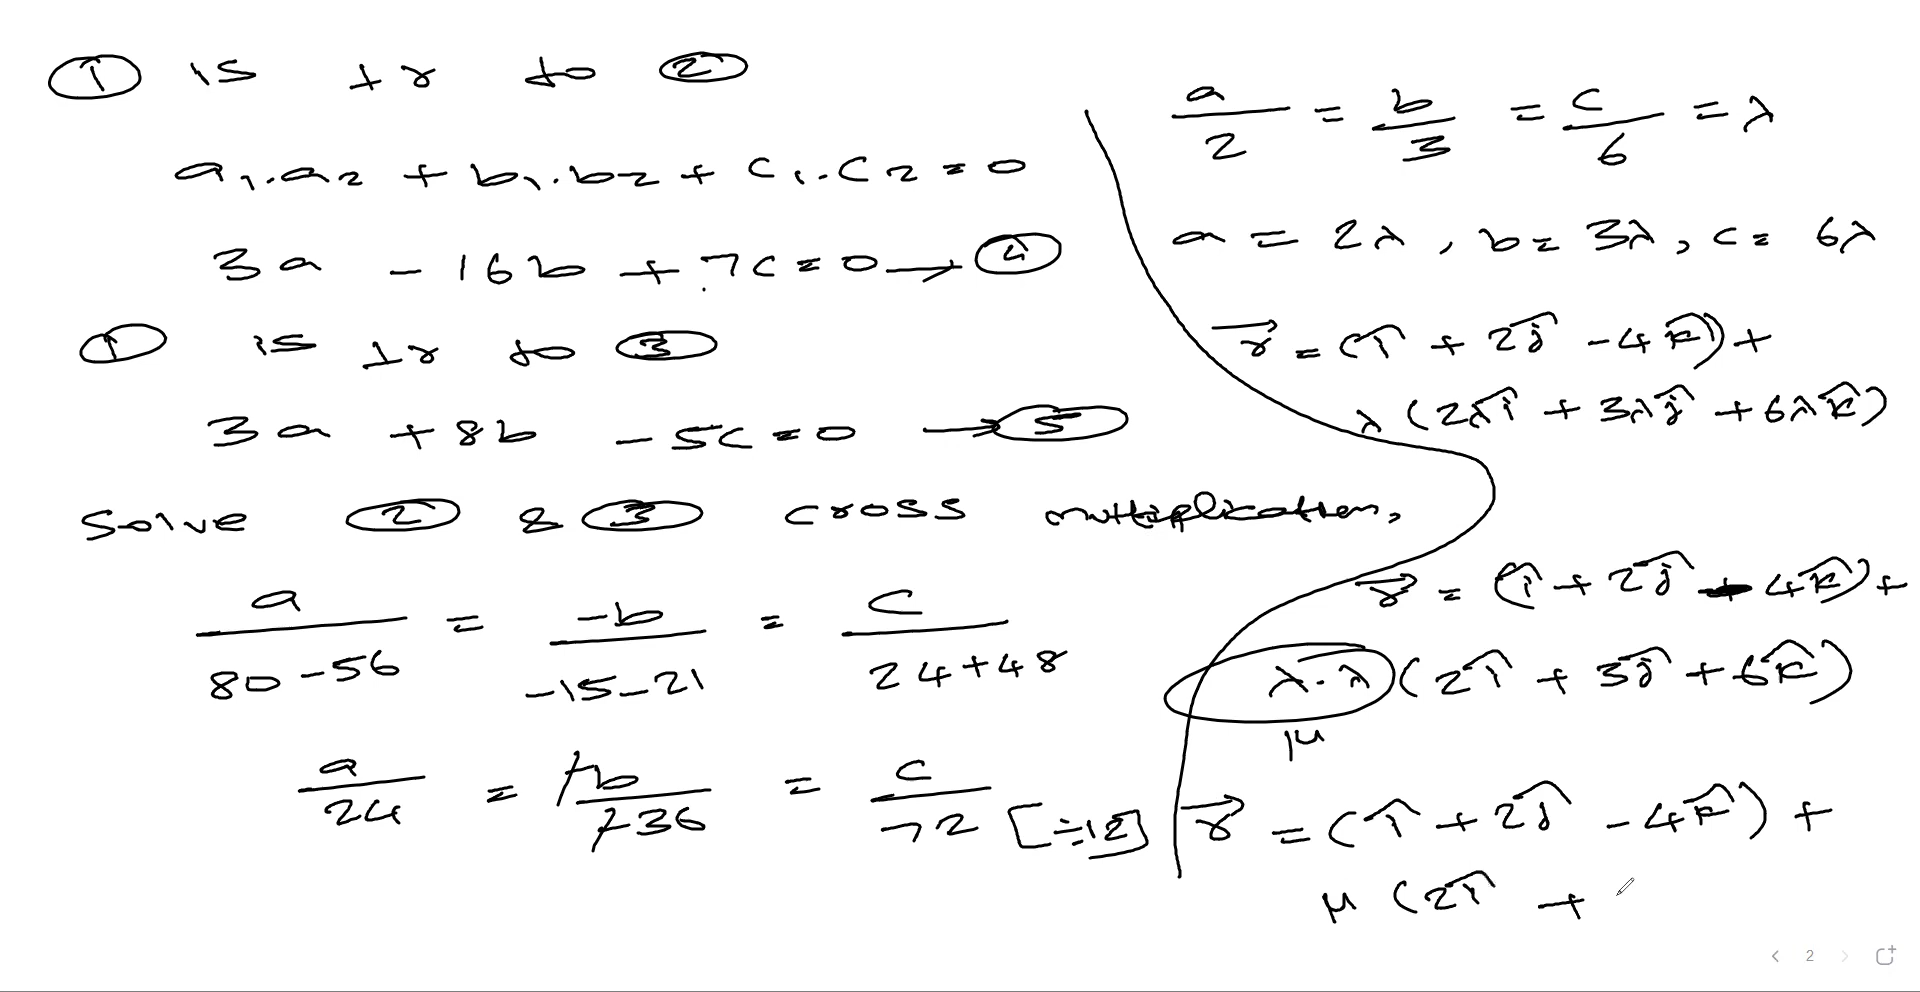 ① is ⊥r to ②
a₁.a₂ + b₁.b₂ + c₁.c₂ = 0
3a - 16b + 7c = 0 → ④
① is ⊥r to ③
3a + 8b - 5c = 0 → ⑤
Solve ② & ③ cross multiplication,
a/(80-56) = -b/(-15-21) = c/(24+48)
a/24 = -b/-36 = c/72 [÷12]
a/2 = b/3 = c/6 = λ
a = 2λ, b = 3λ, c = 6λ
r⃗ = (î + 2ĵ - 4k̂) +
λ (2λî + 3λĵ + 6λk̂)
r⃗ = (î + 2ĵ - 4k̂) +
λ.λ (2î + 3ĵ + 6k̂)
μ
r⃗ = (î + 2ĵ - 4k̂) +
μ (2î +
2